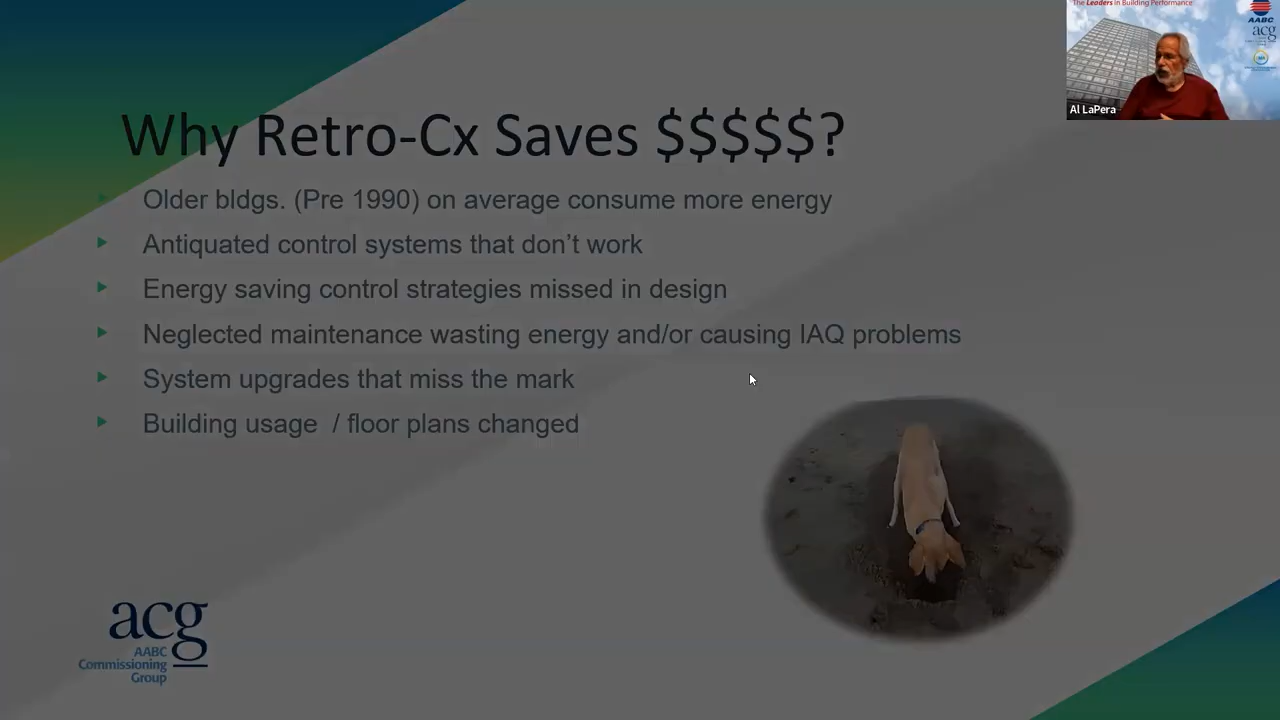 Why Retro-Cx Saves $$$$$?
Older bldgs. (Pre 1990) on average consume more energy
Antiquated control systems that don't work
Energy saving control strategies missed in design
Neglected maintenance wasting energy and/or causing IAQ problems
System upgrades that miss the mark
Building usage / floor plans changed
acg
AABC
Commissioning
Group
The Leaders in Building Performance
AABC
acg
Al LaPera